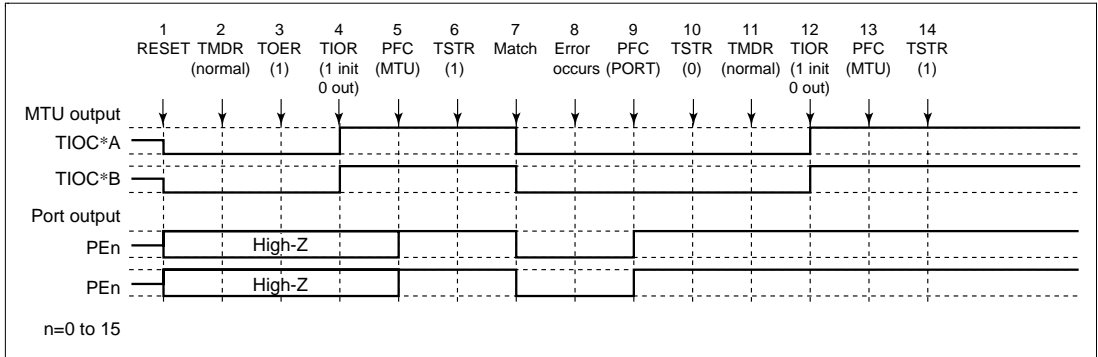 1 2 3 4 5 6 7 8 9 10 11 12 13 14
RESET TMDR TOER TIOR PFC TSTR Match Error PFC TSTR TMDR TIOR PFC TSTR
(normal) (1) (1 init (MTU) (1) occurs (PORT) (0) (normal) (1 init (MTU) (1)
0 out) 0 out)
MTU output
TIOC*A
TIOC*B
Port output
PEn High-Z
PEn High-Z
n=0 to 15